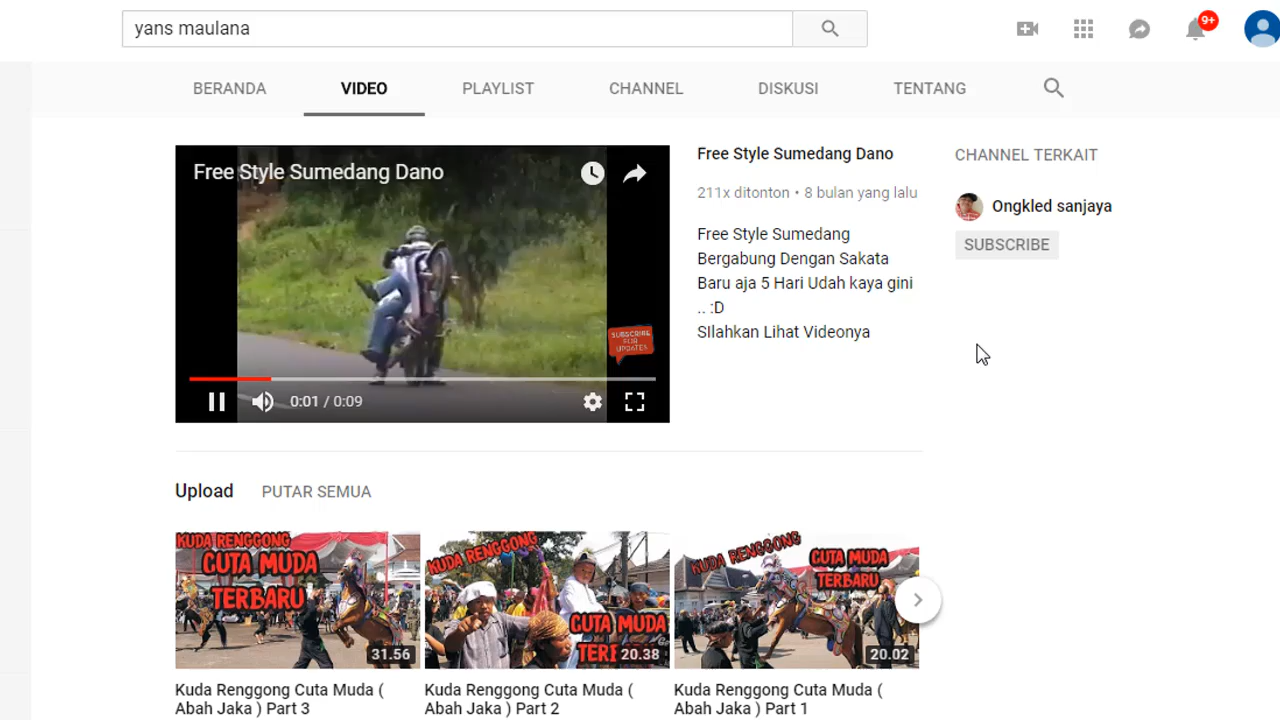 yans maulana
9+
BERANDA VIDEO PLAYLIST CHANNEL DISKUSI TENTANG
Free Style Sumedang Dano
SUBSCRIBE
FOR
UPDATES
0:01 / 0:09
Free Style Sumedang Dano
211x ditonton • 8 bulan yang lalu
Free Style Sumedang
Bergabung Dengan Sakata
Baru aja 5 Hari Udah kaya gini
.. :D
SIlahkan Lihat Videonya
CHANNEL TERKAIT
Ongkled sanjaya
SUBSCRIBE
Upload PUTAR SEMUA
KUDA RENGGONG
CUTA MUDA
TERBARU
31.56
Kuda Renggong Cuta Muda (
Abah Jaka ) Part 3
KUDA RENGGONG
CUTA MUDA
20.38
Kuda Renggong Cuta Muda (
Abah Jaka ) Part 2
KUDA RENGGONG
CUTA MUDA
TERBARU
20.02
Kuda Renggong Cuta Muda (
Abah Jaka ) Part 1